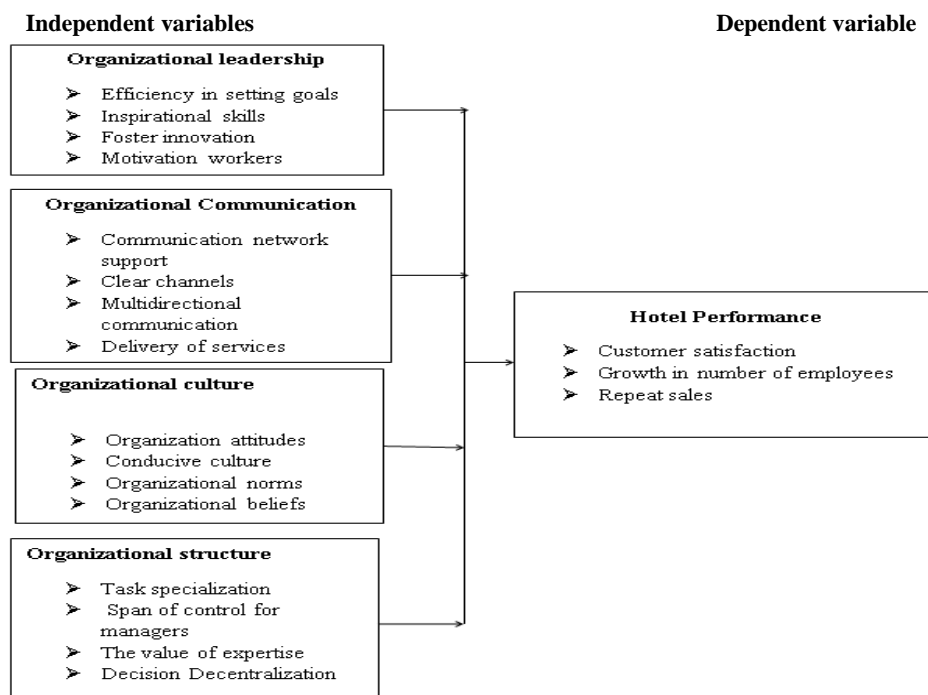 Independent variables
Dependent variable
Organizational leadership
➤ Efficiency in setting goals
➤ Inspirational skills
➤ Foster innovation
➤ Motivation workers
Organizational Communication
➤ Communication network
support
➤ Clear channels
➤ Multidirectional
communication
➤ Delivery of services
Organizational culture
➤ Organization attitudes
➤ Conducive culture
➤ Organizational norms
➤ Organizational beliefs
Organizational structure
➤ Task specialization
➤ Span of control for
managers
➤ The value of expertise
➤ Decision Decentralization
Hotel Performance
➤ Customer satisfaction
➤ Growth in number of employees
➤ Repeat sales